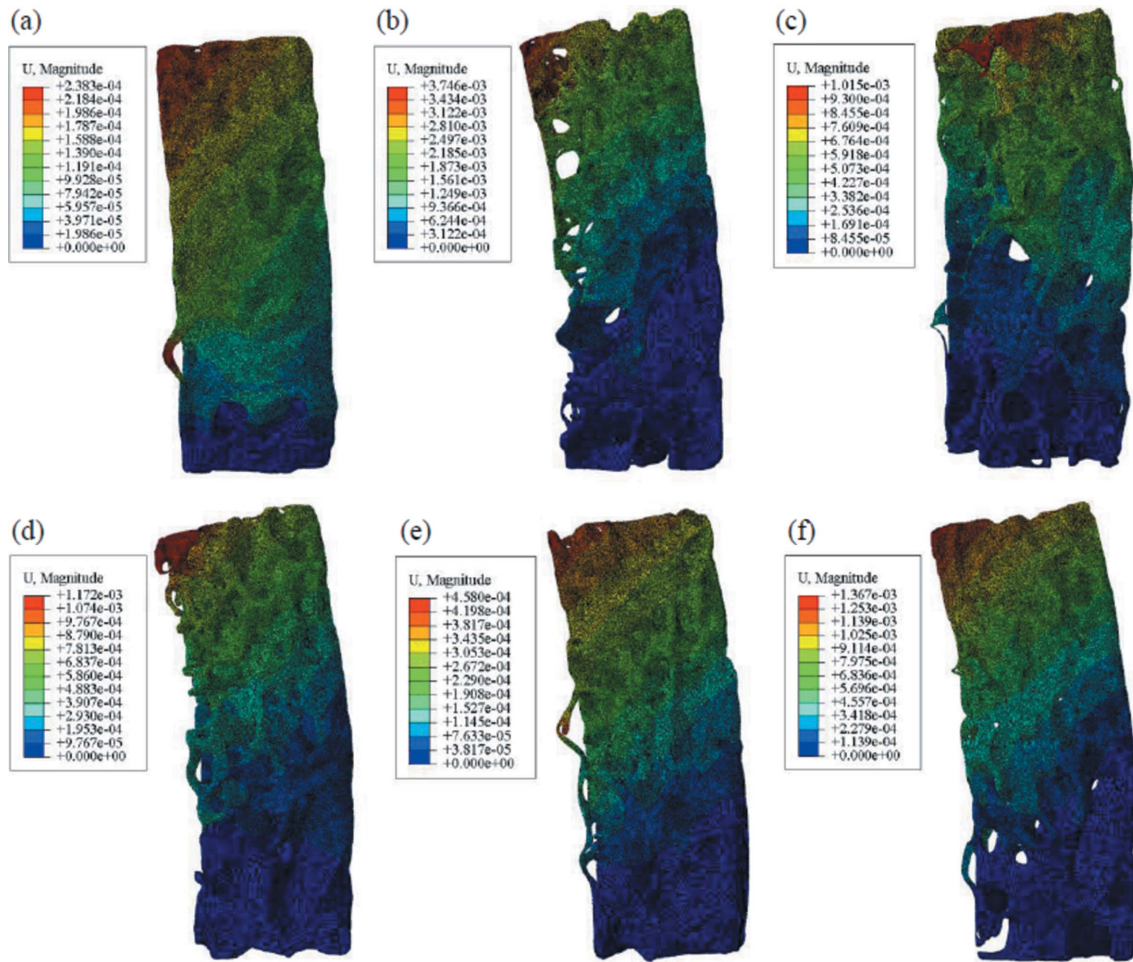 (a)
U, Magnitude
+2.383e-04
+2.184e-04
+1.986e-04
+1.787e-04
+1.588e-04
+1.390e-04
+1.191e-04
+9.928e-05
+7.942e-05
+5.957e-05
+3.971e-05
+1.986e-05
+0.000e+00
(b)
U, Magnitude
+3.746e-03
+3.434e-03
+3.122e-03
+2.810e-03
+2.497e-03
+2.185e-03
+1.873e-03
+1.561e-03
+1.249e-03
+9.366e-04
+6.244e-04
+3.122e-04
+0.000e+00
(c)
U, Magnitude
+1.015e-03
+9.300e-04
+8.455e-04
+7.609e-04
+6.764e-04
+5.918e-04
+5.073e-04
+4.227e-04
+3.382e-04
+2.536e-04
+1.691e-04
+8.455e-05
+0.000e+00
(d)
U, Magnitude
+1.172e-03
+1.074e-03
+9.767e-04
+8.790e-04
+7.813e-04
+6.837e-04
+5.860e-04
+4.883e-04
+3.907e-04
+2.930e-04
+1.953e-04
+9.767e-05
+0.000e+00
(e)
U, Magnitude
+4.580e-04
+4.198e-04
+3.817e-04
+3.435e-04
+3.053e-04
+2.672e-04
+2.290e-04
+1.908e-04
+1.527e-04
+1.145e-04
+7.633e-05
+3.817e-05
+0.000e+00
(f)
U, Magnitude
+1.367e-03
+1.253e-03
+1.139e-03
+1.025e-03
+9.114e-04
+7.975e-04
+6.836e-04
+5.696e-04
+4.557e-04
+3.418e-04
+2.279e-04
+1.139e-04
+0.000e+00